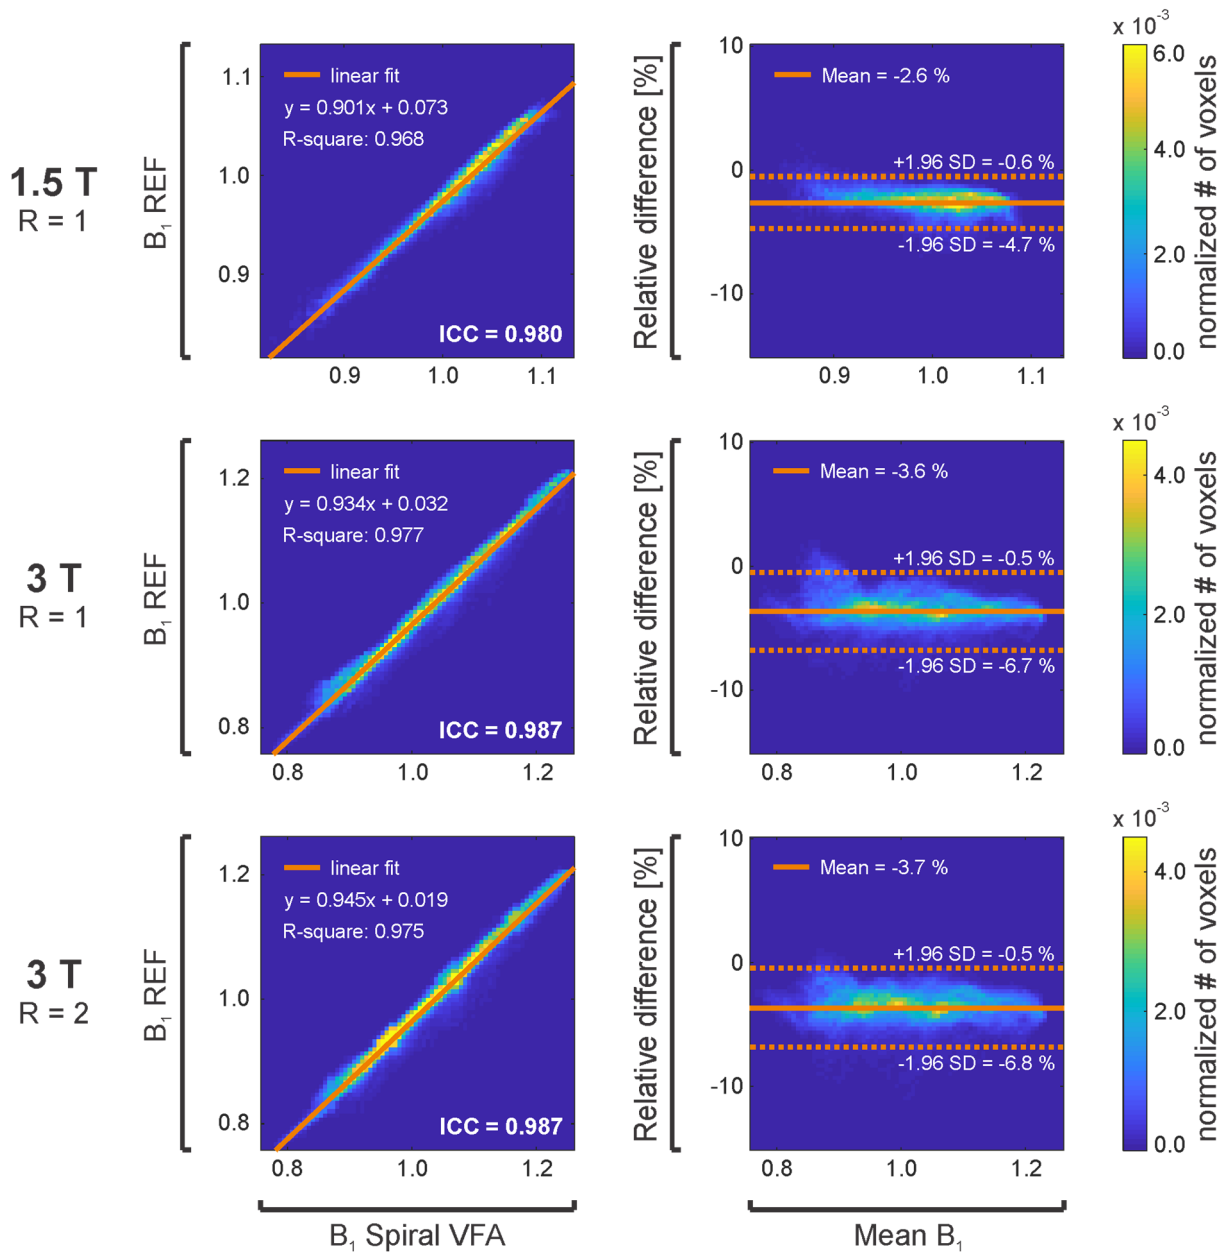 1.5 T
R = 1
B₁ REF
1.1
1.0
0.9
linear fit
y = 0.901x + 0.073
R-square: 0.968
ICC = 0.980
0.9 1.0 1.1
Relative difference [%]
10
0
-10
Mean = -2.6 %
+1.96 SD = -0.6 %
-1.96 SD = -4.7 %
0.9 1.0 1.1
x 10⁻³
6.0
4.0
2.0
0.0
normalized # of voxels
3 T
R = 1
B₁ REF
1.2
1.0
0.8
linear fit
y = 0.934x + 0.032
R-square: 0.977
ICC = 0.987
0.8 1.0 1.2
Relative difference [%]
10
0
-10
Mean = -3.6 %
+1.96 SD = -0.5 %
-1.96 SD = -6.7 %
0.8 1.0 1.2
x 10⁻³
4.0
2.0
0.0
normalized # of voxels
3 T
R = 2
B₁ REF
1.2
1.0
0.8
linear fit
y = 0.945x + 0.019
R-square: 0.975
ICC = 0.987
0.8 1.0 1.2
B₁ Spiral VFA
Relative difference [%]
10
0
-10
Mean = -3.7 %
+1.96 SD = -0.5 %
-1.96 SD = -6.8 %
0.8 1.0 1.2
Mean B₁
x 10⁻³
4.0
2.0
0.0
normalized # of voxels